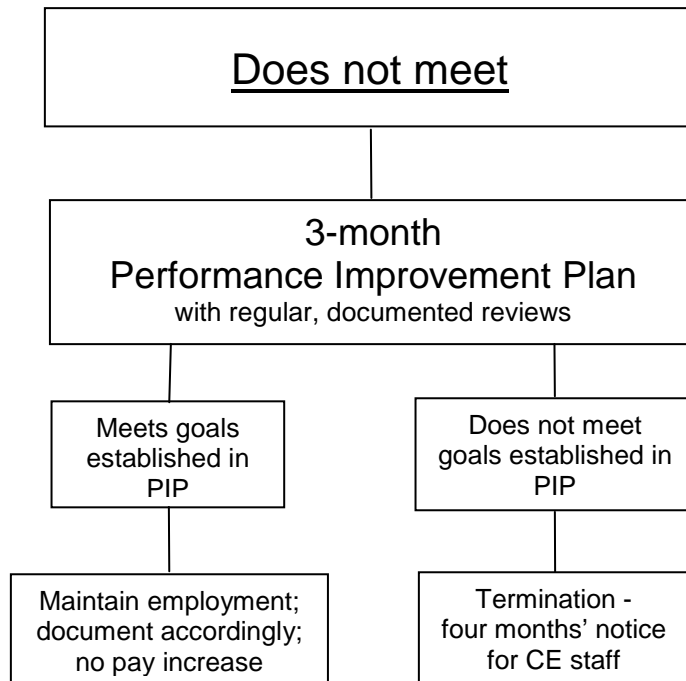 Does not meet
3-month
Performance Improvement Plan
with regular, documented reviews
Meets goals
established in
PIP
Does not meet
goals established in
PIP
Maintain employment;
document accordingly;
no pay increase
Termination -
four months’ notice
for CE staff